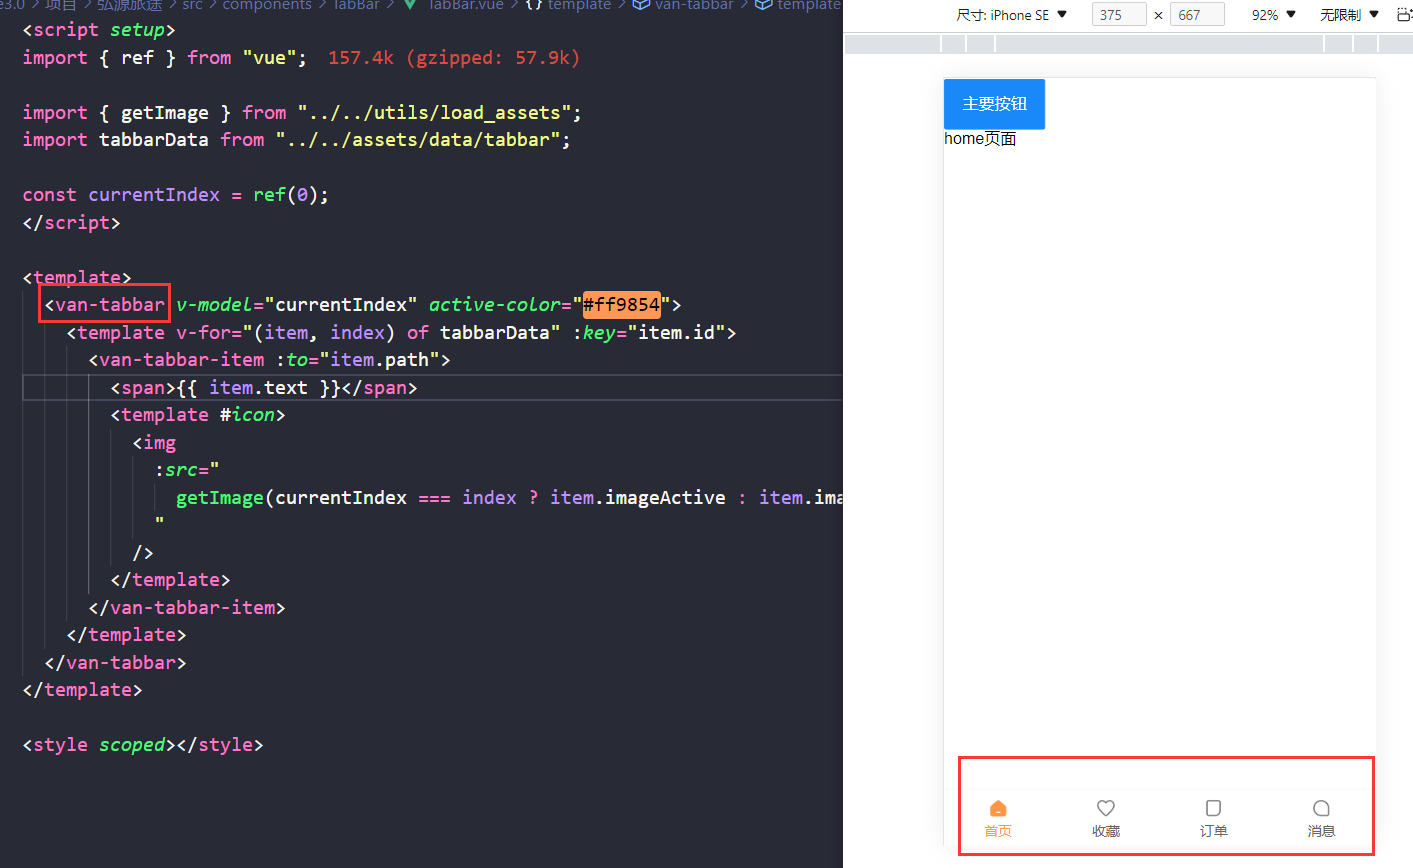 e3.0 > 项目 > 弘源旅途 > src > components > TabBar > TabBar.vue > {} template > van-tabbar > template
<script setup>
import { ref } from "vue"; 157.4k (gzipped: 57.9k)
import { getImage } from "../../utils/load_assets";
import tabbarData from "../../assets/data/tabbar";
const currentIndex = ref(0);
</script>
<template>
<van-tabbar v-model="currentIndex" active-color="#ff9854">
<template v-for="(item, index) of tabbarData" :key="item.id">
<van-tabbar-item :to="item.path">
<span>{{ item.text }}</span>
<template #icon>
<img
:src="
getImage(currentIndex === index ? item.imageActive : item.ima
"
/>
</template>
</van-tabbar-item>
</template>
</van-tabbar>
</template>
<style scoped></style>
尺寸: iPhone SE ▼ 375 × 667 92% ▼ 无限制 ▼
主要按钮
home页面
首页 收藏 订单 消息